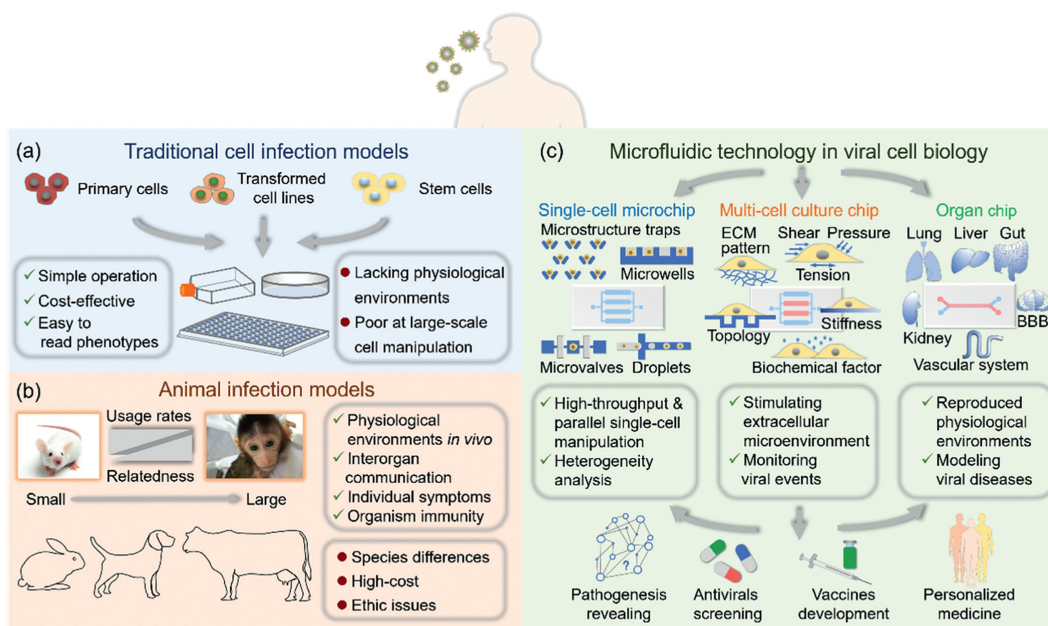 (a)
Traditional cell infection models
Primary cells
Transformed
cell lines
Stem cells
Simple operation
Cost-effective
Easy to
read phenotypes
Lacking physiological
environments
Poor at large-scale
cell manipulation
(b)
Animal infection models
Usage rates
Relatedness
Small
Large
Physiological
environments in vivo
Interorgan
communication
Individual symptoms
Organism immunity
Species differences
High-cost
Ethic issues
(c)
Microfluidic technology in viral cell biology
Single-cell microchip
Microstructure traps
Microwells
Microvalves
Droplets
High-throughput &
parallel single-cell
manipulation
Heterogeneity
analysis
Multi-cell culture chip
ECM
pattern
Shear
Pressure
Tension
Topology
Stiffness
Biochemical factor
Stimulating
extracellular
microenvironment
Monitoring
viral events
Organ chip
Lung
Liver
Gut
Kidney
BBB
Vascular system
Reproduced
physiological
environments
Modeling
viral diseases
?
Pathogenesis
revealing
Antivirals
screening
Vaccines
development
Personalized
medicine